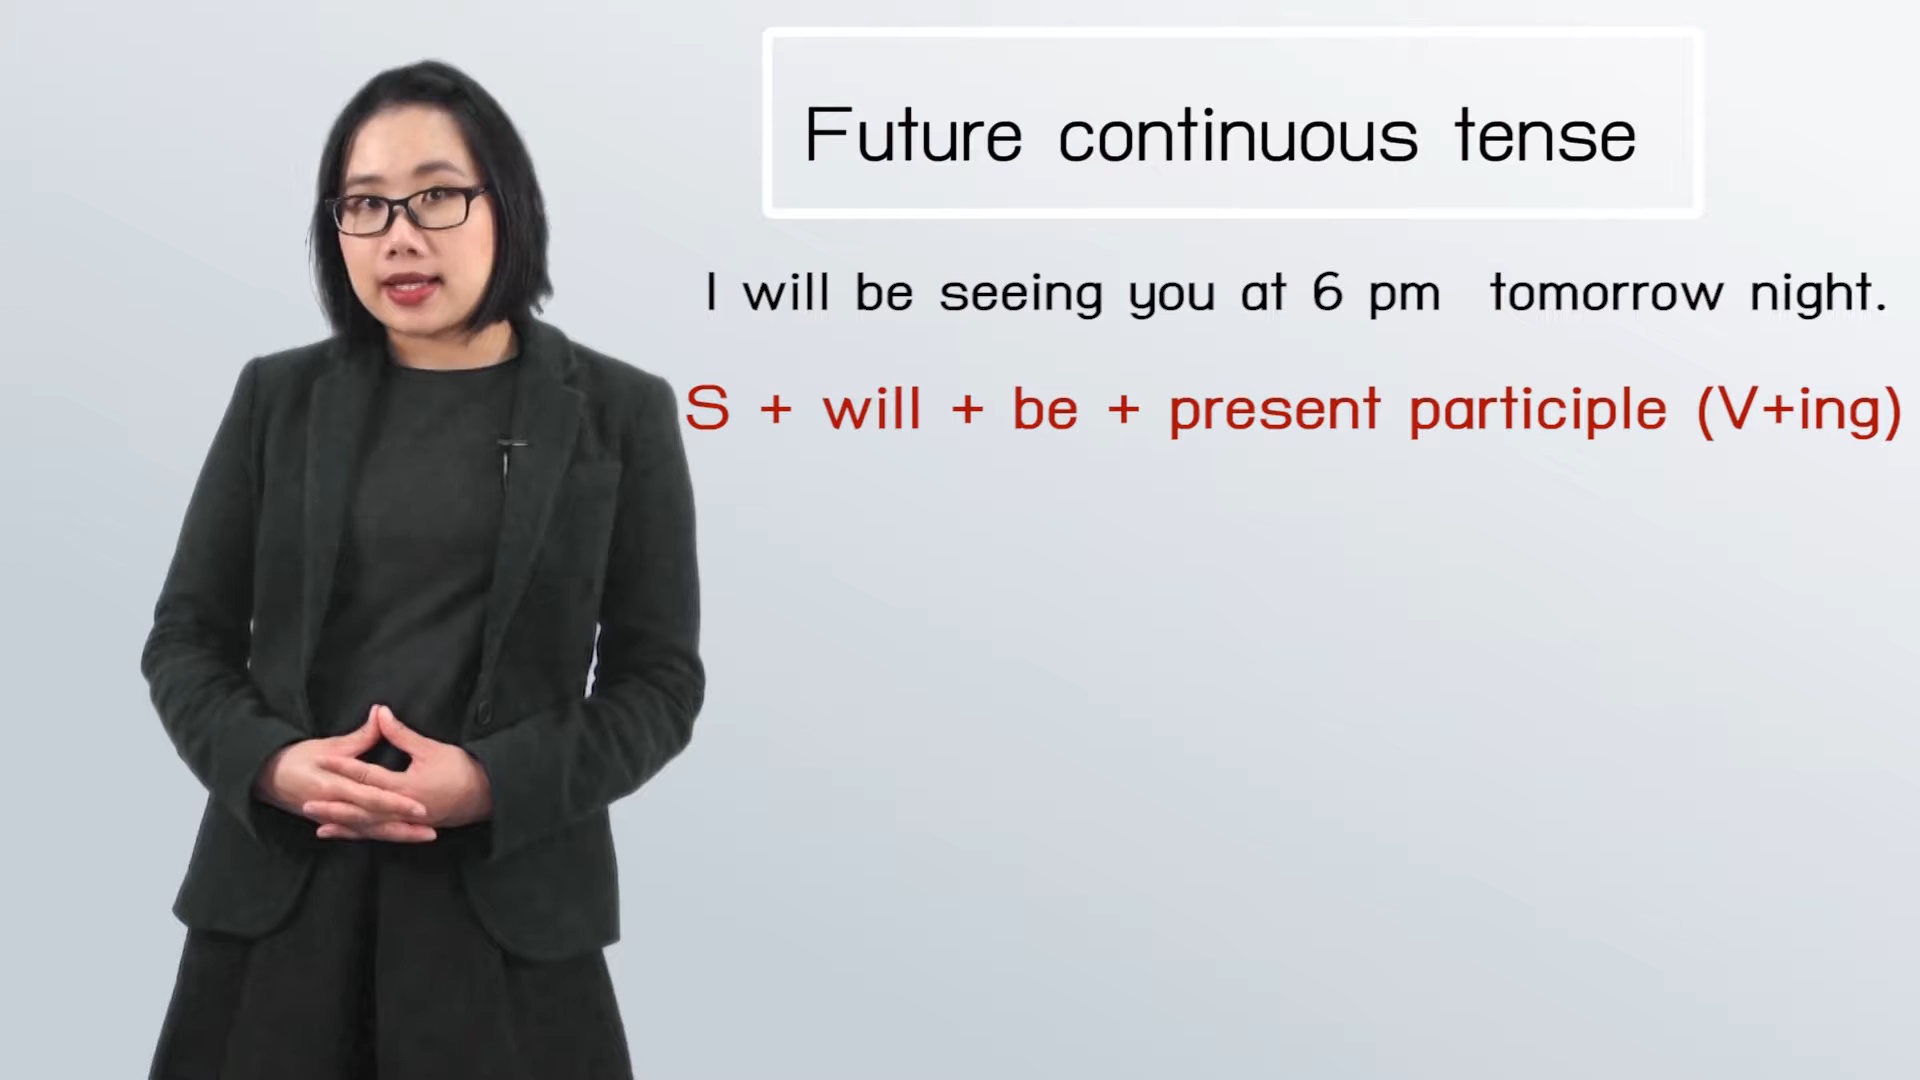 Future continuous tense
I will be seeing you at 6 pm tomorrow night.
S + will + be + present participle (V+ing)